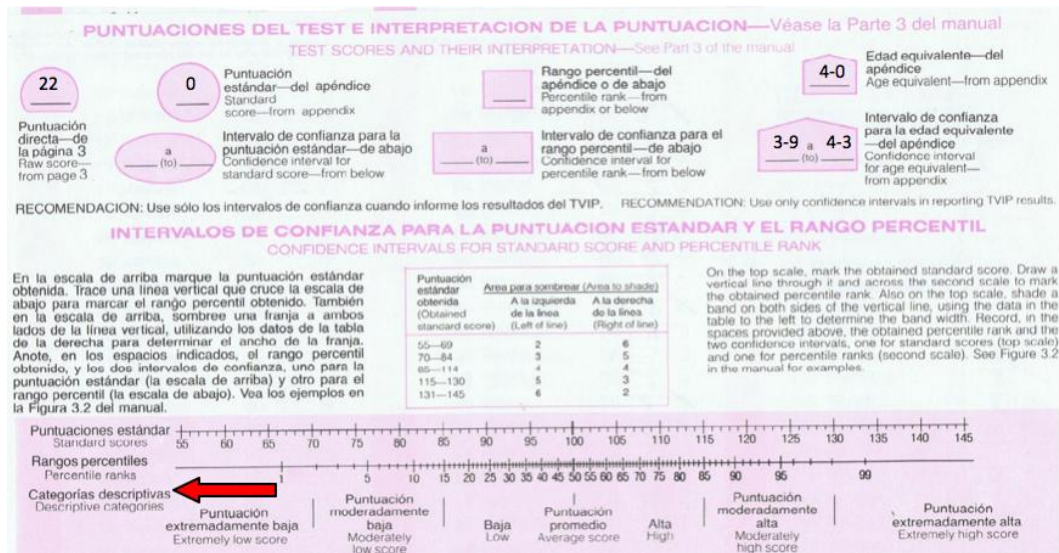 PUNTUACIONES DEL TEST E INTERPRETACION DE LA PUNTUACION—Véase la Parte 3 del manual
TEST SCORES AND THEIR INTERPRETATION—See Part 3 of the manual
22
Puntuación
directa—de
la página 3
Raw score—
from page 3
0
Puntuación
estándar—del apéndice
Standard
score—from appendix
Rango percentil—del
apéndice o de abajo
Percentile rank—from
appendix or below
4-0
Edad equivalente—del
apéndice
Age equivalent—from appendix
a
(to)
Intervalo de confianza para la
puntuación estándar—de abajo
Confidence interval for
standard score—from below
a
(to)
Intervalo de confianza para el
rango percentil—de abajo
Confidence interval for
percentile rank—from below
3-9 a 4-3
(to)
Intervalo de confianza
para la edad equivalente
—del apéndice
Confidence interval
for age equivalent—
from appendix
RECOMENDACION: Use sólo los intervalos de confianza cuando informe los resultados del TVIP. RECOMMENDATION: Use only confidence intervals in reporting TVIP results.
INTERVALOS DE CONFIANZA PARA LA PUNTUACION ESTANDAR Y EL RANGO PERCENTIL
CONFIDENCE INTERVALS FOR STANDARD SCORE AND PERCENTILE RANK
En la escala de arriba marque la puntuación estándar
obtenida. Trace una línea vertical que cruce la escala de
abajo para marcar el rango percentil obtenido. También
en la escala de arriba, sombree una franja a ambos
lados de la línea vertical, utilizando los datos de la tabla
de la derecha para determinar el ancho de la franja.
Anote, en los espacios indicados, el rango percentil
obtenido, y los dos intervalos de confianza, uno para la
puntuación estándar (la escala de arriba) y otro para el
rango percentil (la escala de abajo). Vea los ejemplos en
la Figura 3.2 del manual.
Puntuación
estándar
obtenida
(Obtained
standard score)
Area para sombrear (Area to shade)
A la izquierda
de la línea
(Left of line)
A la derecha
de la línea
(Right of line)
55—69 2 6
70—84 3 5
85—114 4 4
115—130 5 3
131—145 6 2
On the top scale, mark the obtained standard score. Draw a
vertical line through it and across the second scale to mark
the obtained percentile rank. Also on the top scale, shade a
band on both sides of the vertical line, using the data in the
table to the left to determine the band width. Record, in the
spaces provided above, the obtained percentile rank and the
two confidence intervals, one for standard scores (top scale)
and one for percentile ranks (second scale). See Figure 3.2
in the manual for examples.
Puntuaciones estándar
Standard scores
55 60 65 70 75 80 85 90 95 100 105 110 115 120 125 130 135 140 145
Rangos percentiles
Percentile ranks
1 5 10 15 20 25 30 35 40 45 50 55 60 65 70 75 80 85 90 95 99
Categorías descriptivas
Descriptive categories
Puntuación
extremadamente baja
Extremely low score
Puntuación
moderadamente
baja
Moderately
low score
Baja
Low
Puntuación
promedio
Average score
Alta
High
Puntuación
moderadamente
alta
Moderately
high score
Puntuación
extremadamente alta
Extremely high score